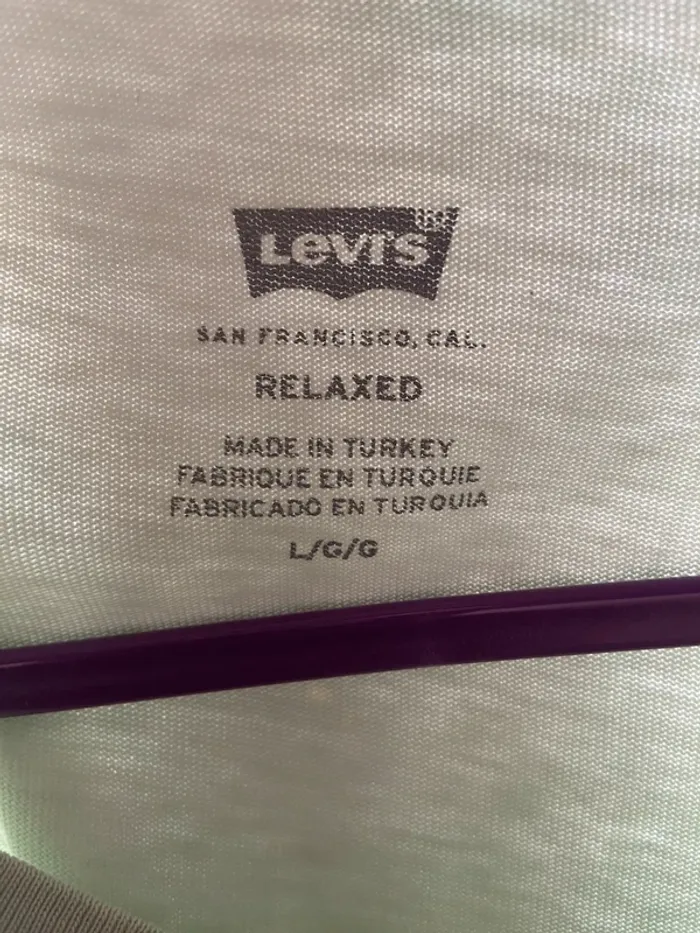 Levi's
SAN FRANCISCO, CAL.
RELAXED
MADE IN TURKEY
FABRIQUE EN TURQUIE
FABRICADO EN TURQUIA
L/G/G